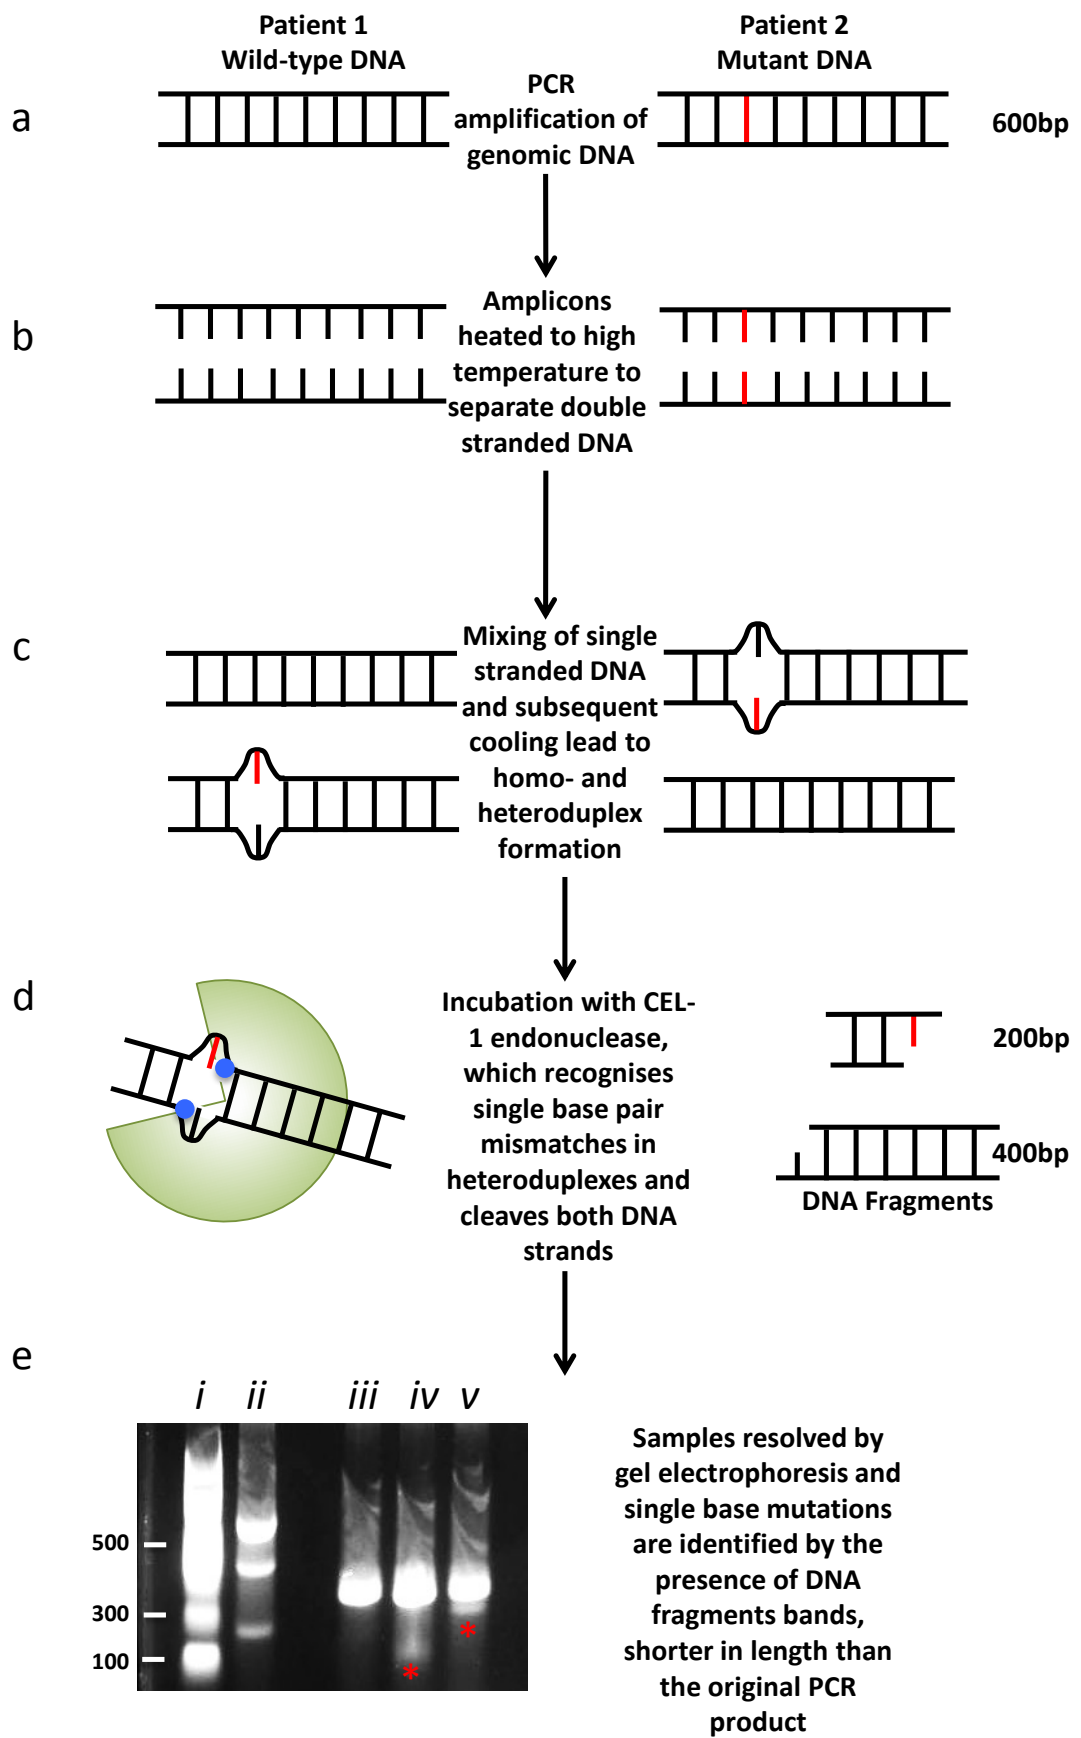 Patient 1
Wild-type DNA
Patient 2
Mutant DNA
a
PCR
amplification of
genomic DNA
600bp
b
Amplicons
heated to high
temperature to
separate double
stranded DNA
c
Mixing of single
stranded DNA
and subsequent
cooling lead to
homo- and
heteroduplex
formation
d
Incubation with CEL-
1 endonuclease,
which recognises
single base pair
mismatches in
heteroduplexes and
cleaves both DNA
strands
200bp
400bp
DNA Fragments
e
i ii iii iv v
500
300
100
*
*
Samples resolved by
gel electrophoresis and
single base mutations
are identified by the
presence of DNA
fragments bands,
shorter in length than
the original PCR
product